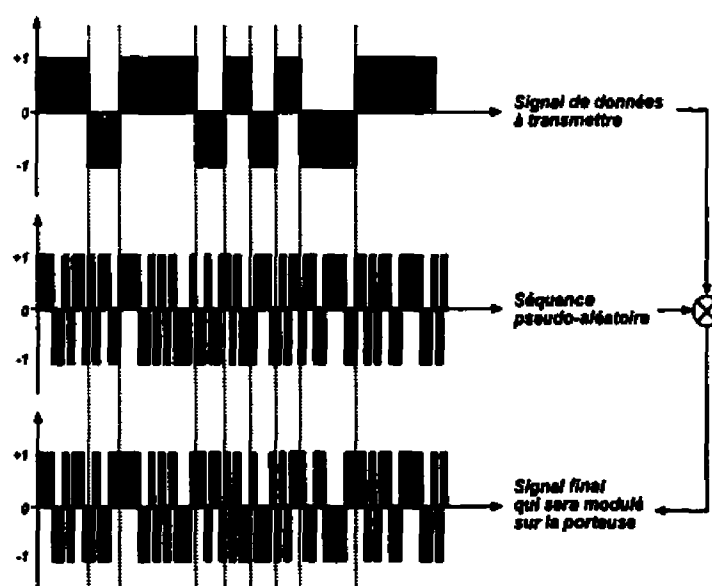 +1
0
-1
Signal de données
à transmettre
+1
0
-1
Séquence
pseudo-aléatoire
+1
0
-1
Signal final
qui sera modulé
sur la porteuse